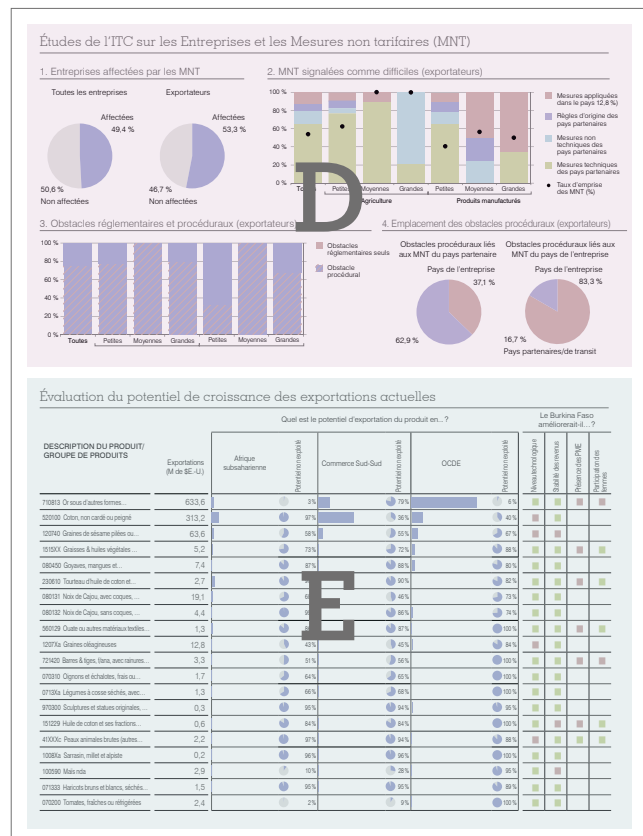 Études de l'ITC sur les Entreprises et les Mesures non tarifaires (MNT)
1. Entreprises affectées par les MNT
Toutes les entreprises
Exportateurs
Affectées
49,4 %
Affectées
53,3 %
50,6 %
Non affectées
46,7 %
Non affectées
2. MNT signalées comme difficiles (exportateurs)
100 %
80 %
60 %
40 %
20 %
0 %
Petites
Moyennes
Grandes
Petites
Moyennes
Grandes
Agriculture
Produits manufacturés
Mesures appliquées
dans le pays 12,8 %)
Règles d'origine des
pays partenaires
Mesures non
techniques des
pays partenaires
Mesures techniques
des pays partenaires
Taux d'emprise
des MNT (%)
D
3. Obstacles réglementaires et procéduraux (exportateurs)
100 %
80 %
60 %
40 %
20 %
0 %
Toutes
Petites
Moyennes
Grandes
Petites
Moyennes
Grandes
Obstacles
réglementaires seuls
Obstacle
procédural
4. Emplacement des obstacles procéduraux (exportateurs)
Obstacles procéduraux liés
aux MNT du pays partenaire
Pays de l'entreprise
37,1 %
62,9 %
Obstacles procéduraux liés aux
MNT du pays de l'entreprise
Pays de l'entreprise
83,3 %
16,7 %
Pays partenaires/de transit
Évaluation du potentiel de croissance des exportations actuelles
Quel est le potentiel d'exportation du produit en...?
Le Burkina Faso
améliorerait-il...?
DESCRIPTION DU PRODUIT/
GROUPE DE PRODUITS
Exportations
(M de $E.-U.)
Afrique
subsaharienne
Potentiel non exploité
Commerce Sud-Sud
Potentiel non exploité
OCDE
Potentiel non exploité
Niveau technologique
Stabilité des revenus
Présence des PME
Participation des
femmes
710813 Or sous d'autres formes... 633,6 3% 79% 6%
520100 Coton, non cardé ou peigné 313,2 97% 36% 40%
120740 Graines de sésame pilées ou... 63,6 58% 53% 67%
1515XX Graisses & huiles végétales ... 5,2 73% 72% 88%
080450 Goyaves, mangues et... 7,4 87% 88% 80%
230610 Tourteau d'huile de coton et... 2,7 90% 82%
080131 Noix de Cajou, avec coques, ... 19,1 46% 73%
080132 Noix de Cajou, sans coques, ... 4,4 86% 74%
560129 Ouate ou autres matériaux textiles... 1,3 87% 100%
1207Xa Graines oléagineuses 12,8 43% 45% 84%
721420 Barres & tiges, f/ana, avec rainures... 3,3 51% 56% 100%
070310 Oignons et échalotes, frais ou... 1,7 64% 63% 100%
0713Xa Légumes à cosse séchés, avec... 1,3 66% 68% 100%
970300 Sculptures et statues originales, ... 0,3 95% 94% 95%
151229 Huile de coton et ses fractions... 0,6 84% 84% 100%
41XXXc Peaux animales brutes (autres... 2,2 97% 94% 88%
1008Xa Sarrasin, millet et alpiste 0,2 96% 96% 100%
100590 Maïs nda 2,9 10% 28% 95%
071333 Haricots bruns et blancs, séchés... 1,5 95% 95% 89%
070200 Tomates, fraîches ou réfrigérées 2,4 2% 9% 100%
E